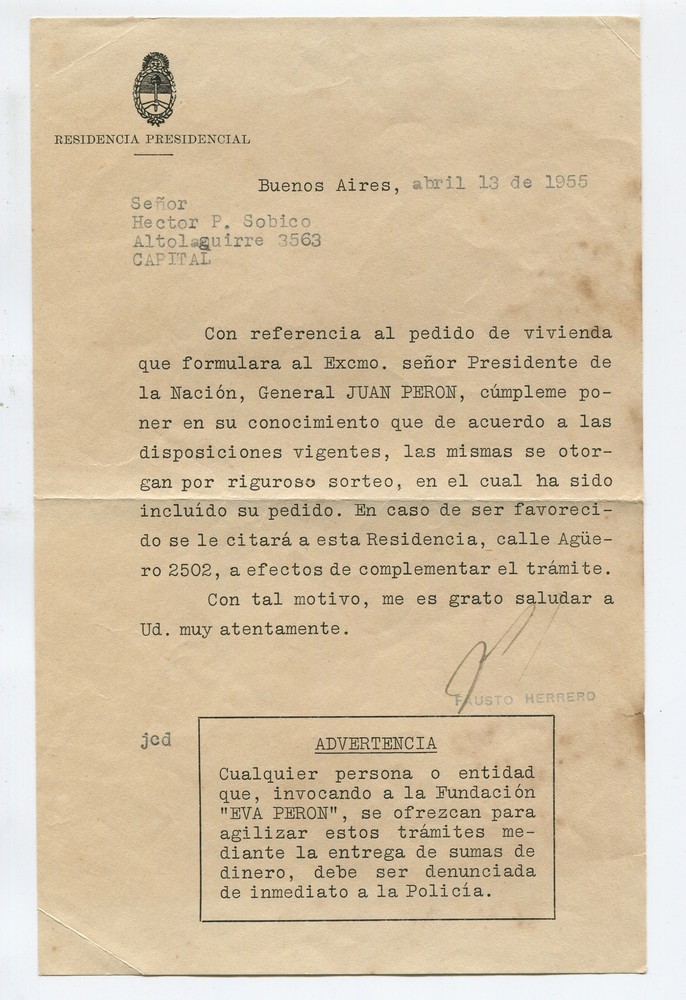 RESIDENCIA PRESIDENCIAL
Buenos Aires, abril 13 de 1955
Señor
Hector P. Sobico
Altolaguirre 3563
CAPITAL
Con referencia al pedido de vivienda
que formulara al Excmo. señor Presidente de
la Nación, General JUAN PERON, cúmpleme po-
ner en su conocimiento que de acuerdo a las
disposiciones vigentes, las mismas se otor-
gan por riguroso sorteo, en el cual ha sido
incluído su pedido. En caso de ser favoreci-
do se le citará a esta Residencia, calle Agüe-
ro 2502, a efectos de complementar el trámite.
Con tal motivo, me es grato saludar a
Ud. muy atentamente.
FAUSTO HERRERO
jcd
ADVERTENCIA
Cualquier persona o entidad
que, invocando a la Fundación
"EVA PERON", se ofrezcan para
agilizar estos trámites me-
diante la entrega de sumas de
dinero, debe ser denunciada
de inmediato a la Policía.